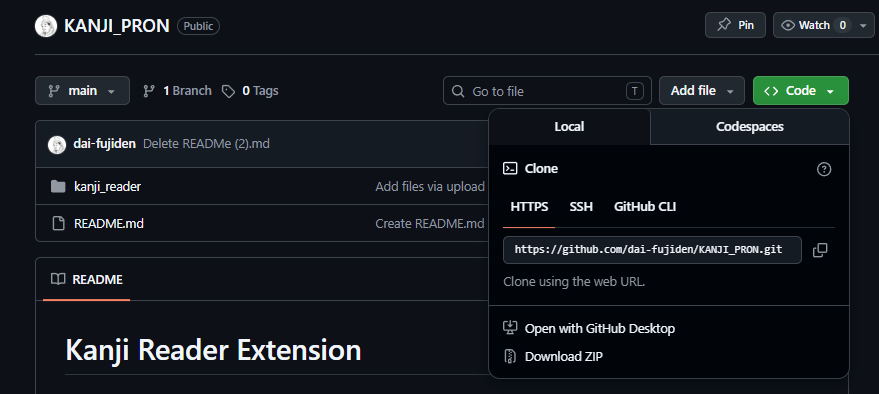 KANJI_PRON Public Pin Watch 0
main 1 Branch 0 Tags Go to file T Add file <> Code
Local Codespaces
dai-fujiden Delete READMe (2).md
Clone
kanji_reader Add files via upload
HTTPS SSH GitHub CLI
README.md Create README.md
https://github.com/dai-fujiden/KANJI_PRON.git
README
Clone using the web URL.
Open with GitHub Desktop
Kanji Reader Extension
Download ZIP